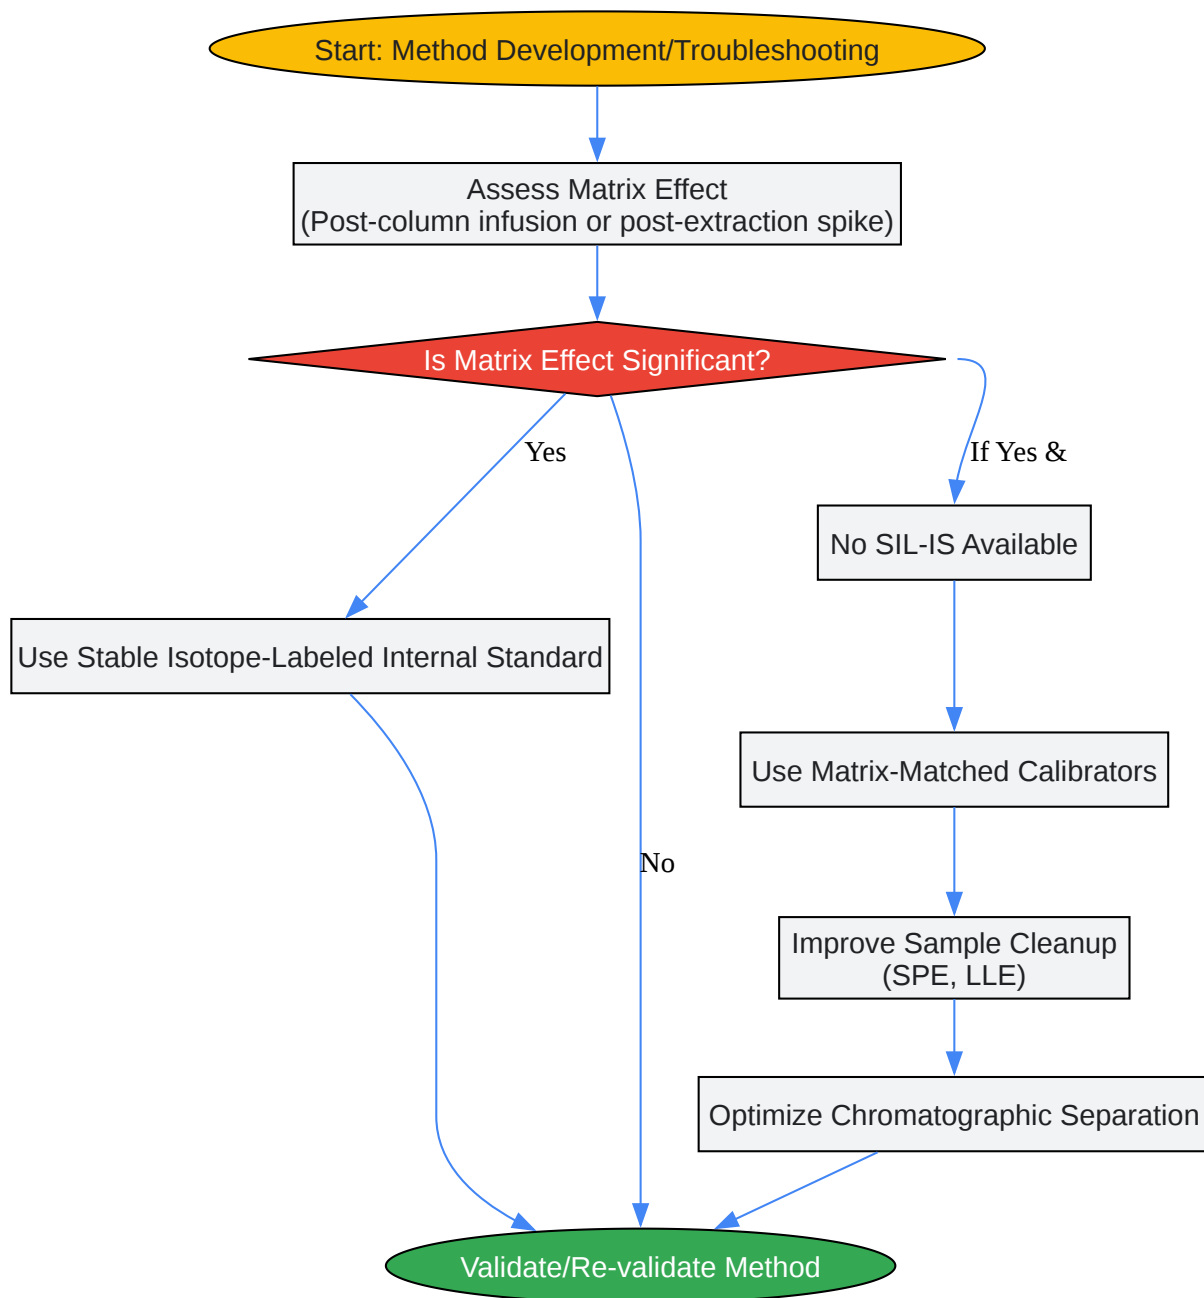 Start: Method Development/Troubleshooting
Assess Matrix Effect
(Post-column infusion or post-extraction spike)
Is Matrix Effect Significant?
Yes
If Yes &
No SIL-IS Available
Use Stable Isotope-Labeled Internal Standard
Use Matrix-Matched Calibrators
No
Improve Sample Cleanup
(SPE, LLE)
Optimize Chromatographic Separation
Validate/Re-validate Method